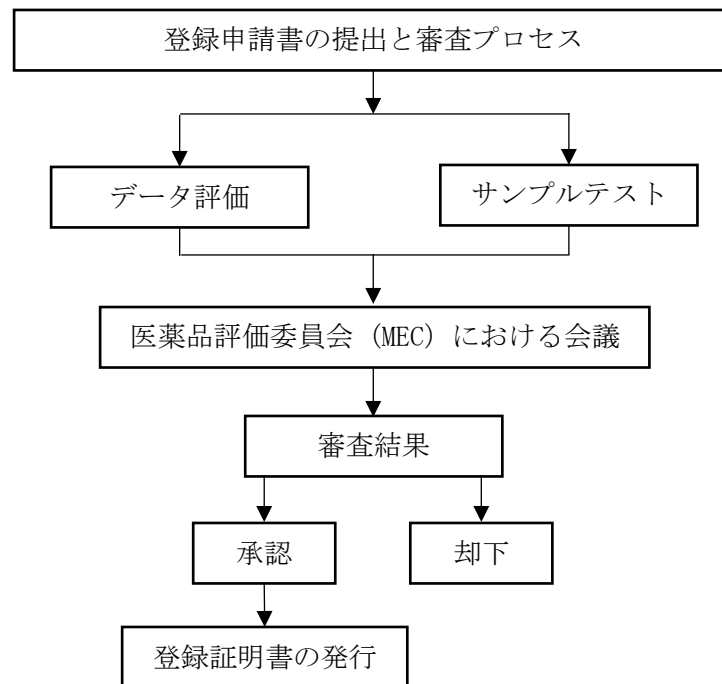 登録申請書の提出と審査プロセス
データ評価
サンプルテスト
医薬品評価委員会（MEC）における会議
審査結果
承認
却下
登録証明書の発行